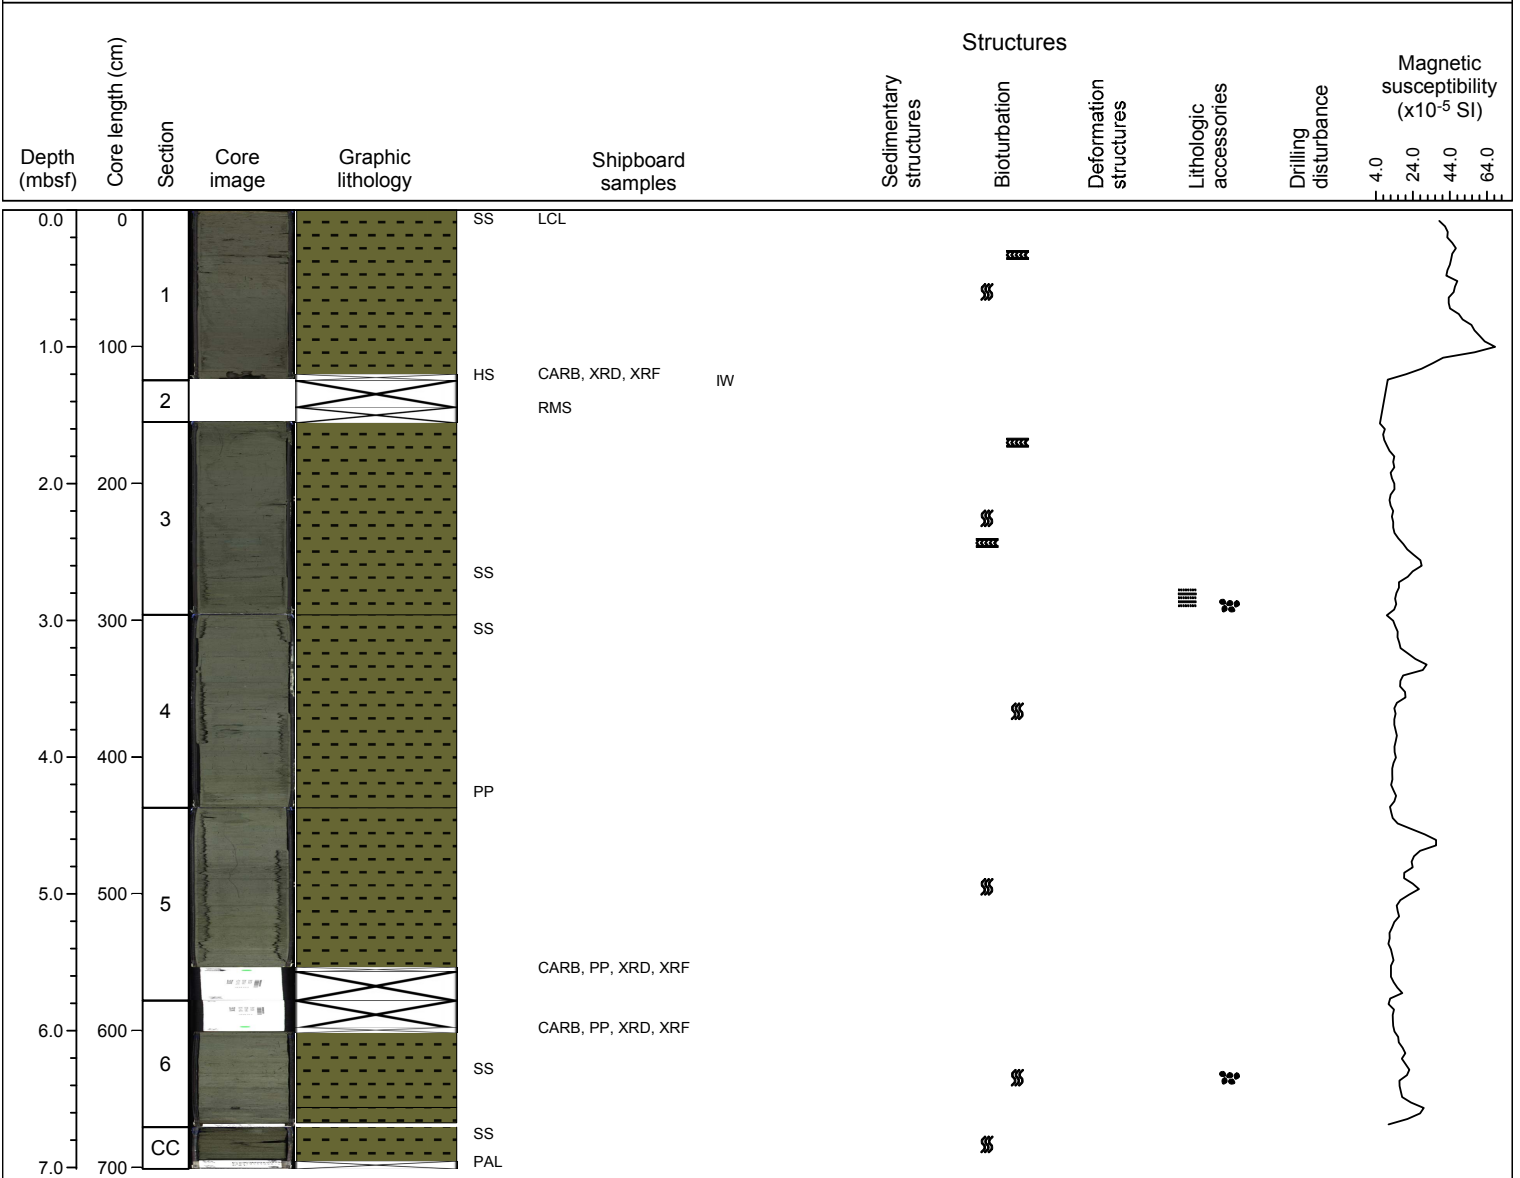 Structures
Depth
(mbsf)
Core length (cm)
Section
Core
image
Graphic
lithology
Shipboard
samples
Sedimentary
structures
Bioturbation
Deformation
structures
Lithologic
accessories
Drilling
disturbance
Magnetic
susceptibility
(x10⁻⁵ SI)
4.0 24.0 44.0 64.0
0.0 0 SS LCL
1
1.0 100
HS CARB, XRD, XRF IW
2 RMS
2.0 200
3
SS
3.0 300
SS
4
4.0 400
PP
5.0 500
5
CARB, PP, XRD, XRF
6.0 600 CARB, PP, XRD, XRF
6 SS
SS
CC
PAL
7.0 700